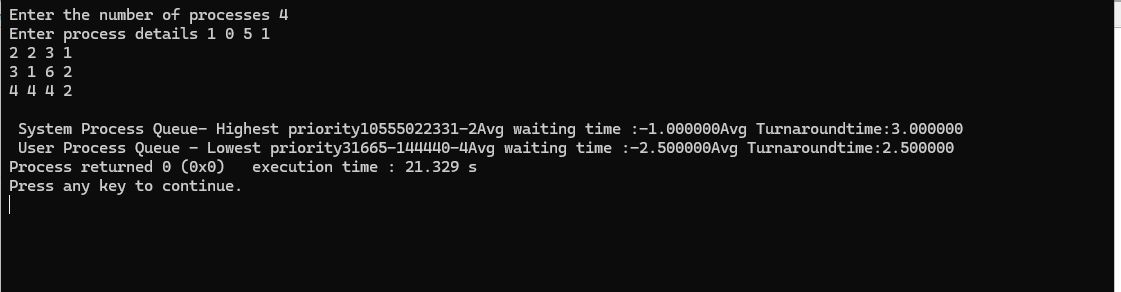 Enter the number of processes 4
Enter process details 1 0 5 1
2 2 3 1
3 1 6 2
4 4 4 2
System Process Queue- Highest priority10555022331-2Avg waiting time :-1.000000Avg Turnaroundtime:3.000000
User Process Queue - Lowest priority31665-144440-4Avg waiting time :-2.500000Avg Turnaroundtime:2.500000
Process returned 0 (0x0)   execution time : 21.329 s
Press any key to continue.